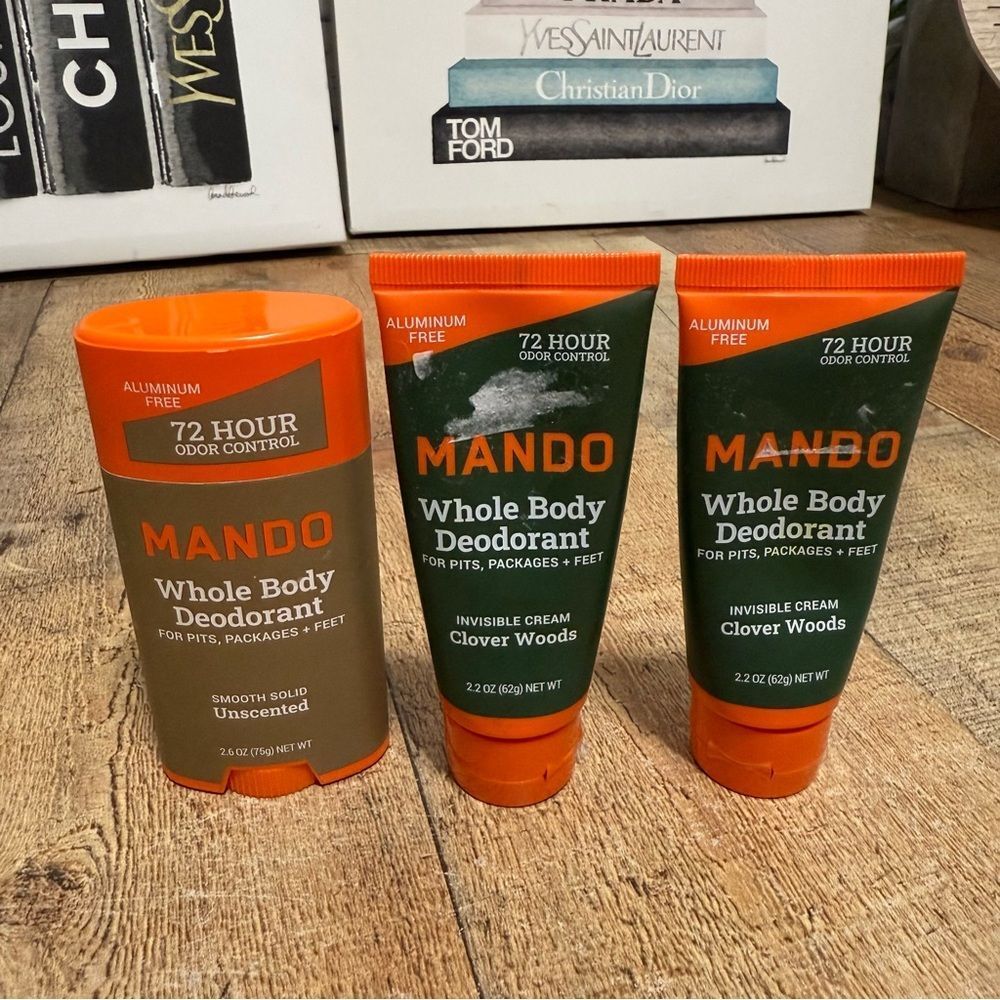 CH
YVESSAINTLAURENT
Christian Dior
TOM
FORD
ALUMINUM
FREE
72 HOUR
ODOR CONTROL
MANDO
Whole Body
Deodorant
FOR PITS, PACKAGES + FEET
SMOOTH SOLID
Unscented
2.6 OZ (75g) NET WT
ALUMINUM
FREE
72 HOUR
ODOR CONTROL
MANDO
Whole Body
Deodorant
FOR PITS, PACKAGES + FEET
INVISIBLE CREAM
Clover Woods
2.2 OZ (62g) NET WT
ALUMINUM
FREE
72 HOUR
ODOR CONTROL
MANDO
Whole Body
Deodorant
FOR PITS, PACKAGES + FEET
INVISIBLE CREAM
Clover Woods
2.2 OZ (62g) NET WT